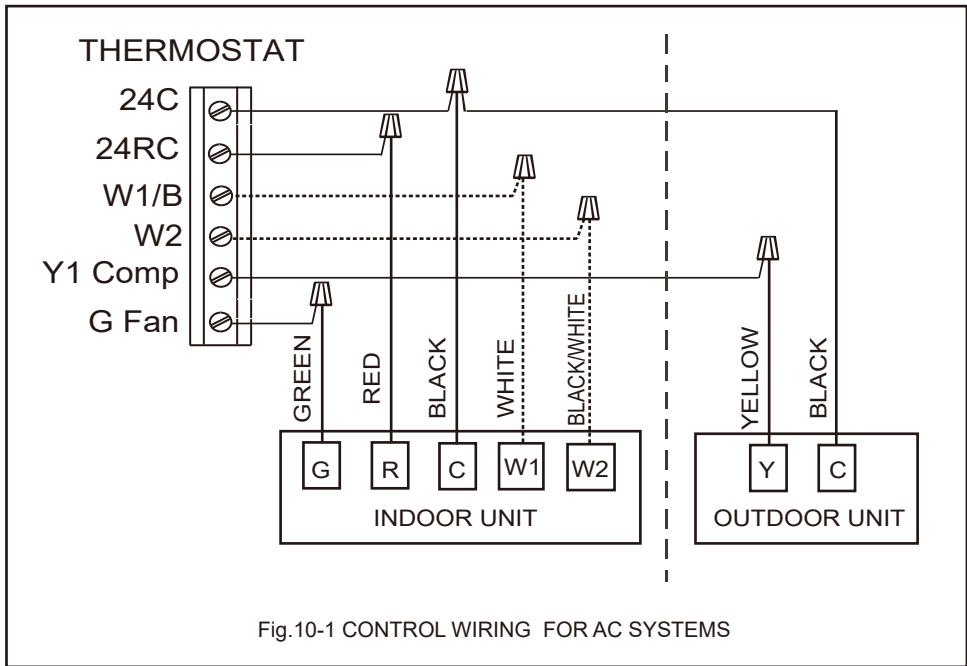 THERMOSTAT
24C
24RC
W1/B
W2
Y1 Comp
G Fan
GREEN
RED
BLACK
WHITE
BLACK/WHITE
YELLOW
BLACK
G R C W1 W2
Y C
INDOOR UNIT
OUTDOOR UNIT
Fig.10-1 CONTROL WIRING FOR AC SYSTEMS